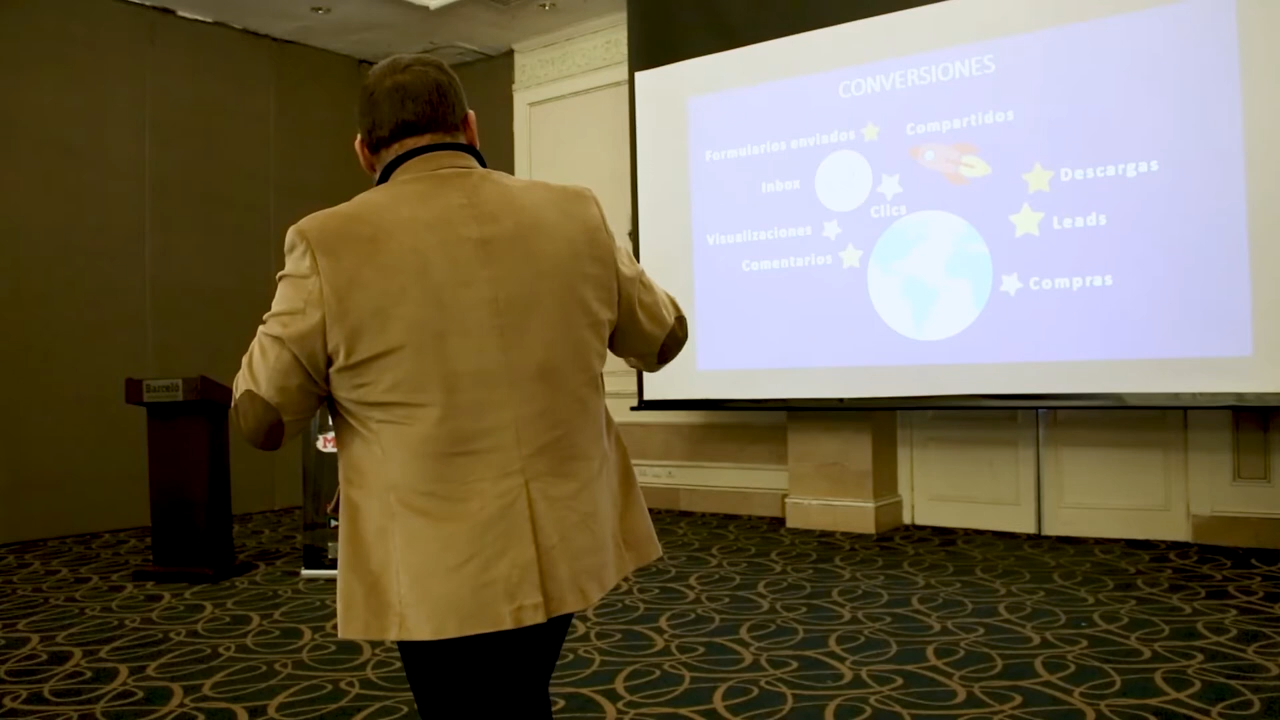 CONVERSIONES
Formularios enviados
Compartidos
Inbox
Descargas
Clics
Leads
Visualizaciones
Comentarios
Compras
Barceló
M